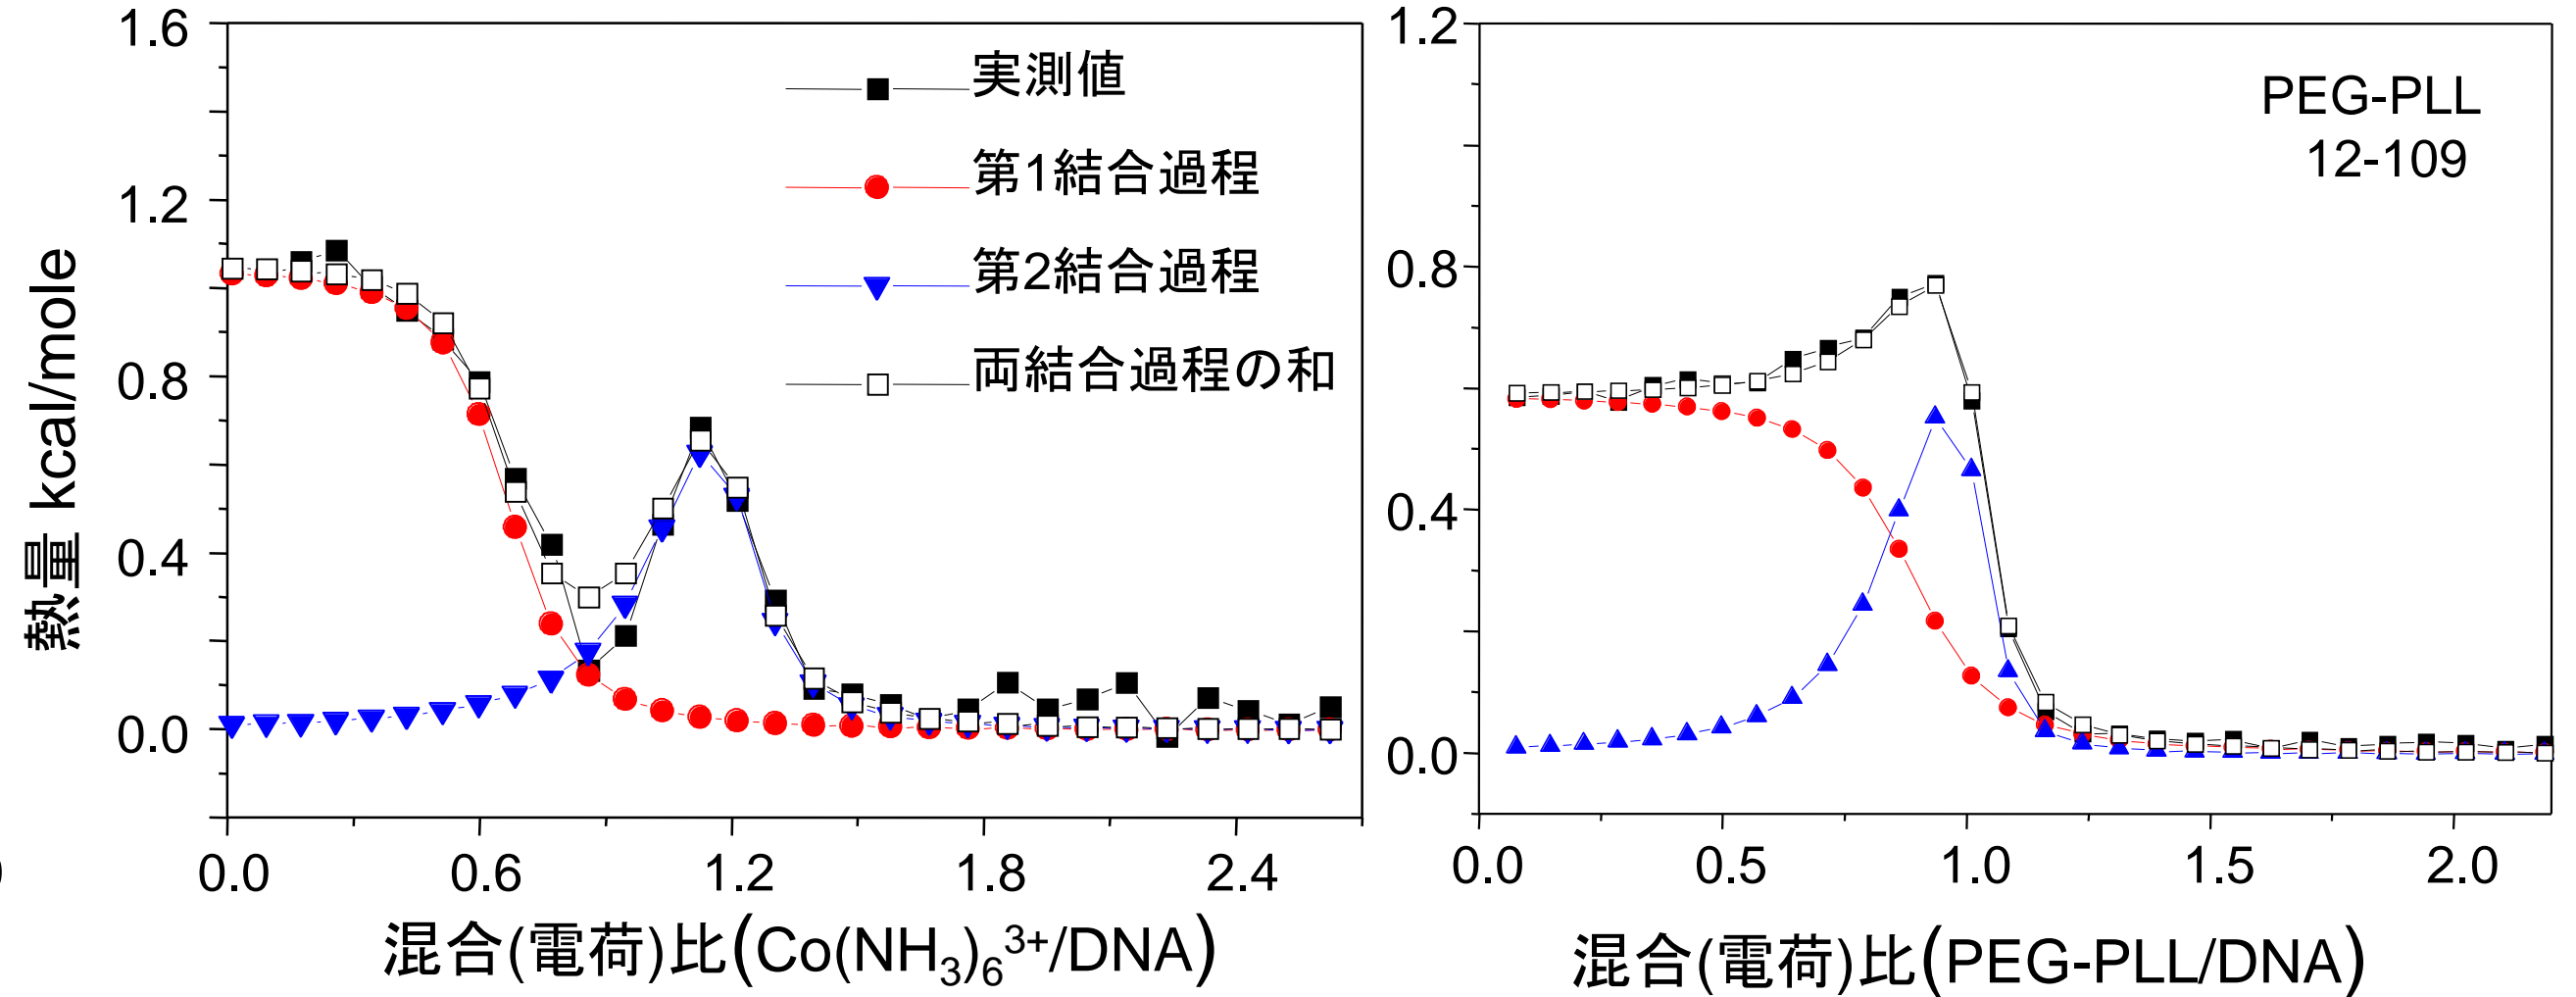 1.6
1.2
0.8
0.4
0.0
熱量 kcal/mole
実測値
第1結合過程
第2結合過程
両結合過程の和
0.0 0.6 1.2 1.8 2.4
混合(電荷)比(Co(NH₃)₆³⁺/DNA)
1.2
0.8
0.4
0.0
PEG-PLL
12-109
0.0 0.5 1.0 1.5 2.0
混合(電荷)比(PEG-PLL/DNA)